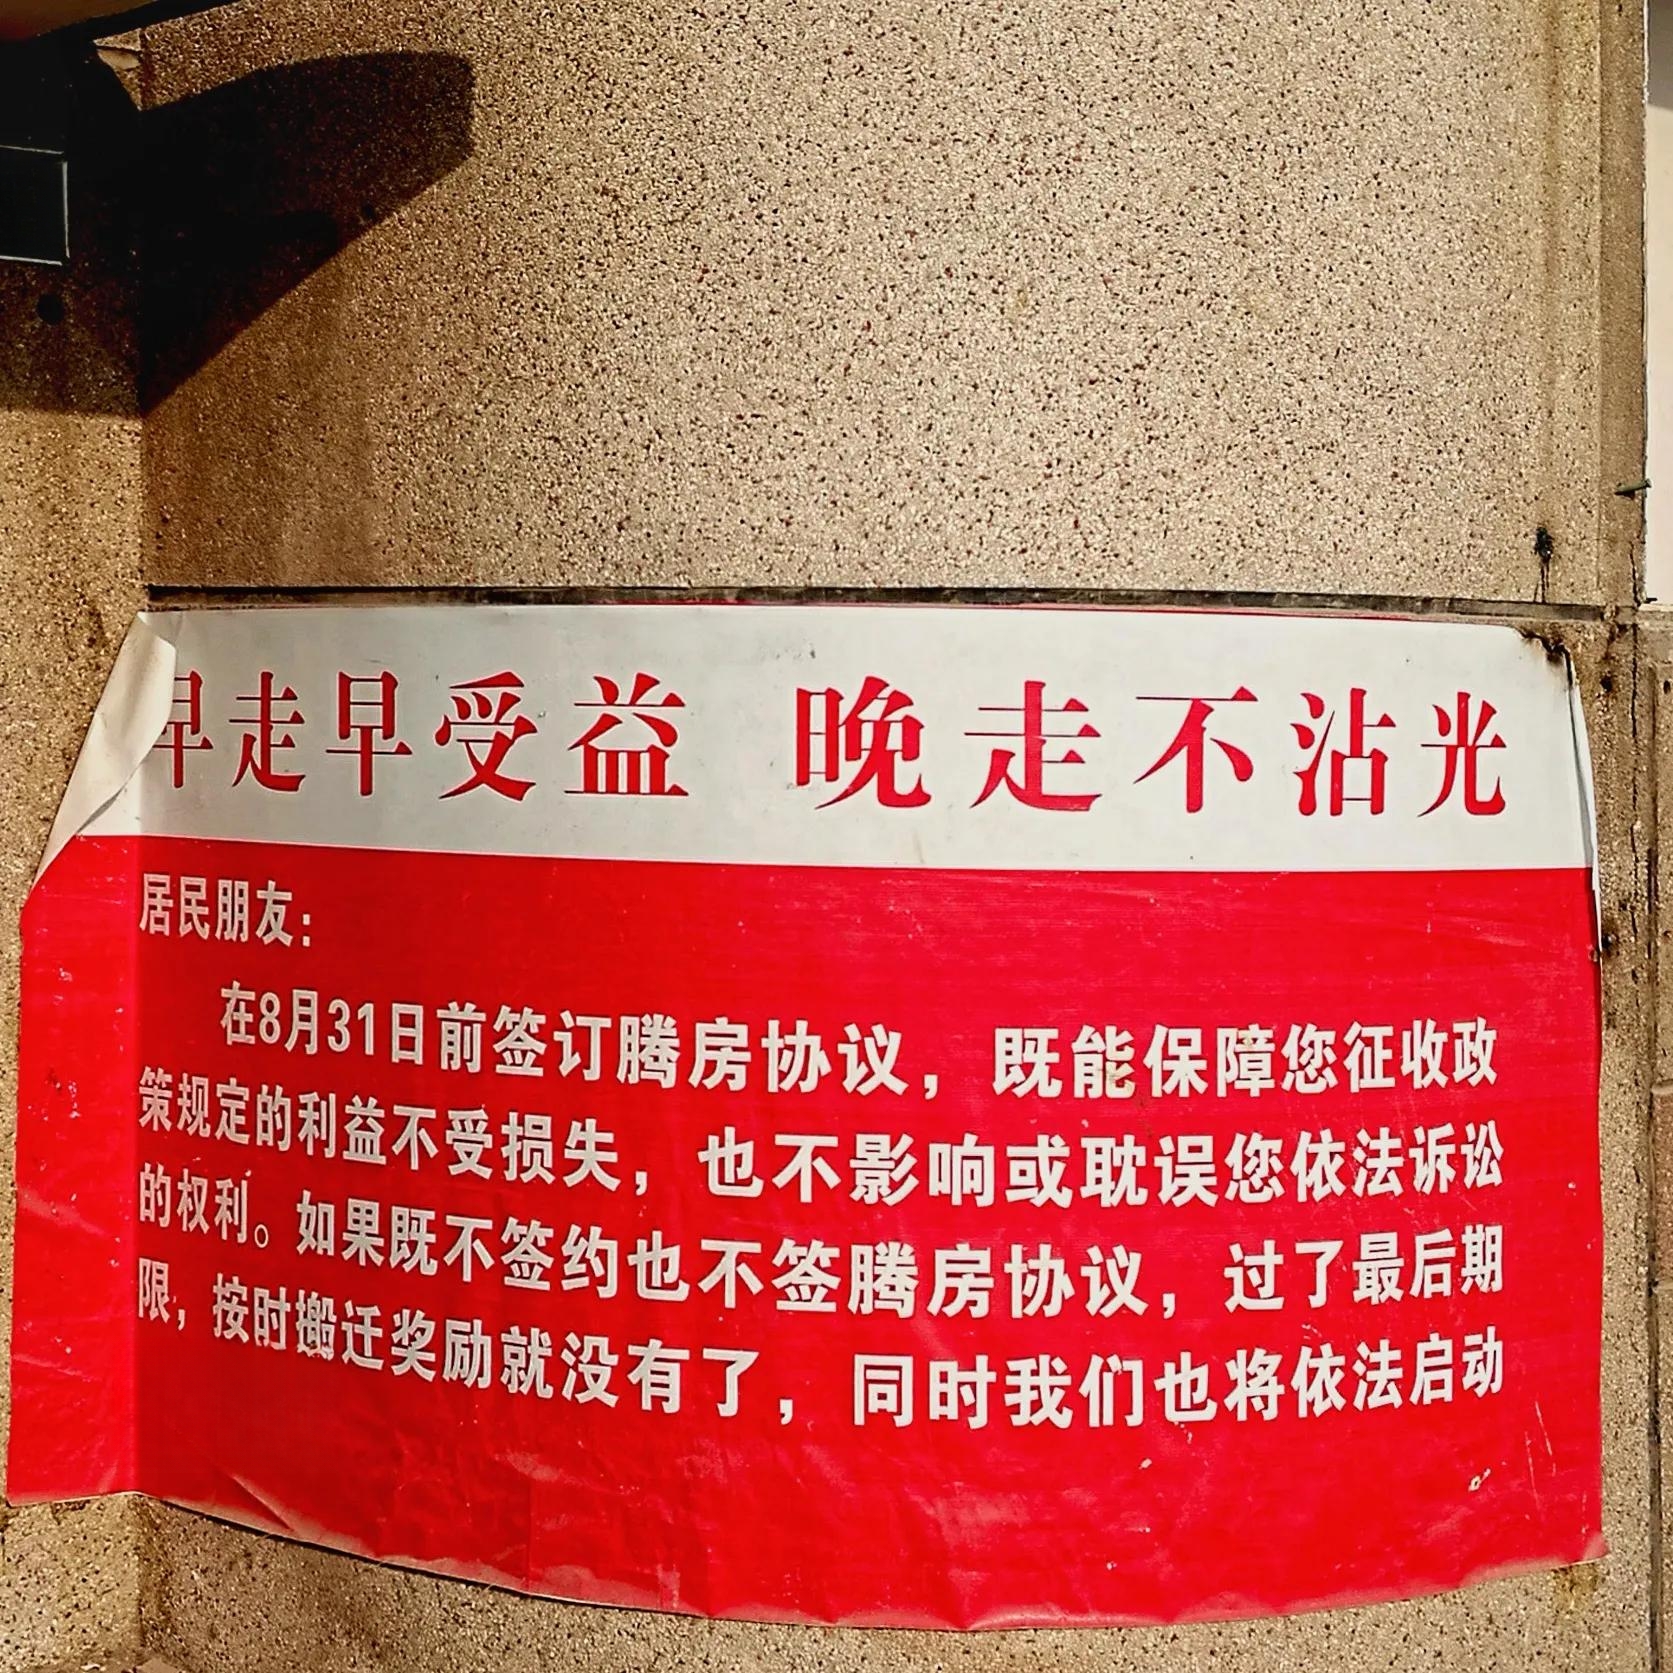 早走早受益 晚走不沾光
居民朋友：
在8月31日前签订腾房协议，既能保障您征收政
策规定的利益不受损失，也不影响或耽误您依法诉讼
的权利。如果既不签约也不签腾房协议，过了最后期
限，按时搬迁奖励就没有了，同时我们也将依法启动